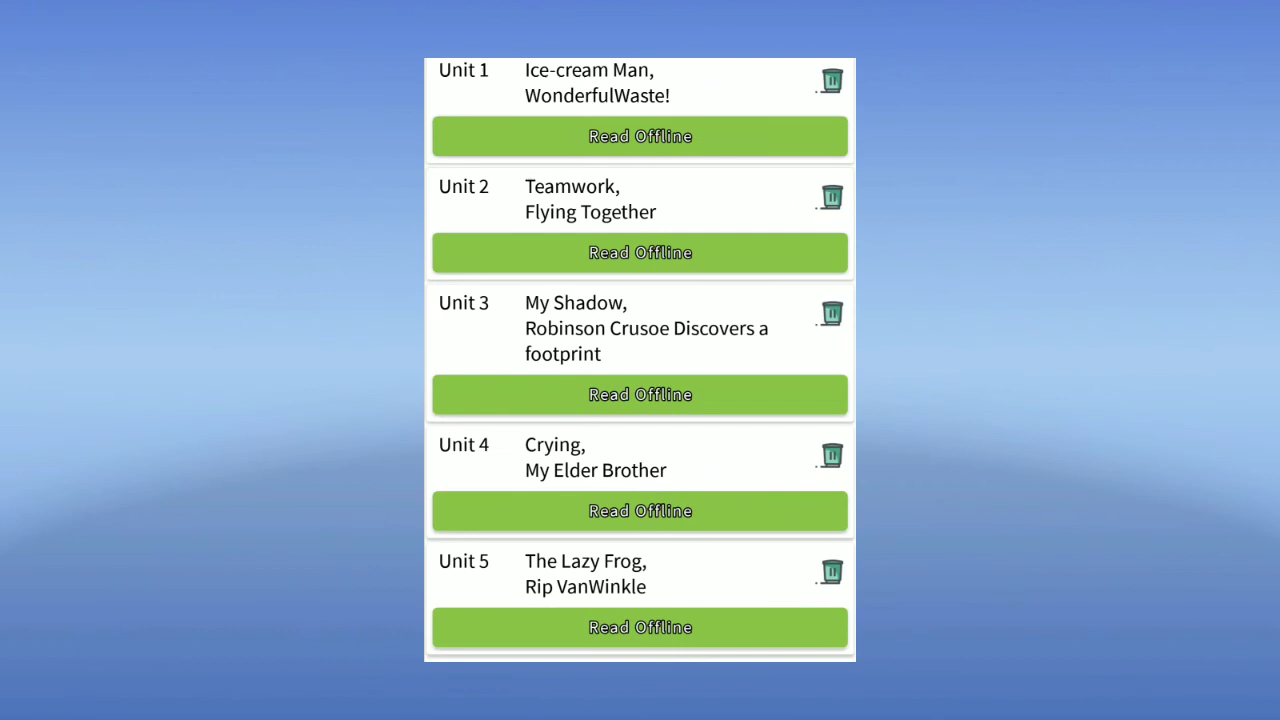 Unit 1
Ice-cream Man,
WonderfulWaste!
Read Offline
Unit 2
Teamwork,
Flying Together
Read Offline
Unit 3
My Shadow,
Robinson Crusoe Discovers a
footprint
Read Offline
Unit 4
Crying,
My Elder Brother
Read Offline
Unit 5
The Lazy Frog,
Rip VanWinkle
Read Offline